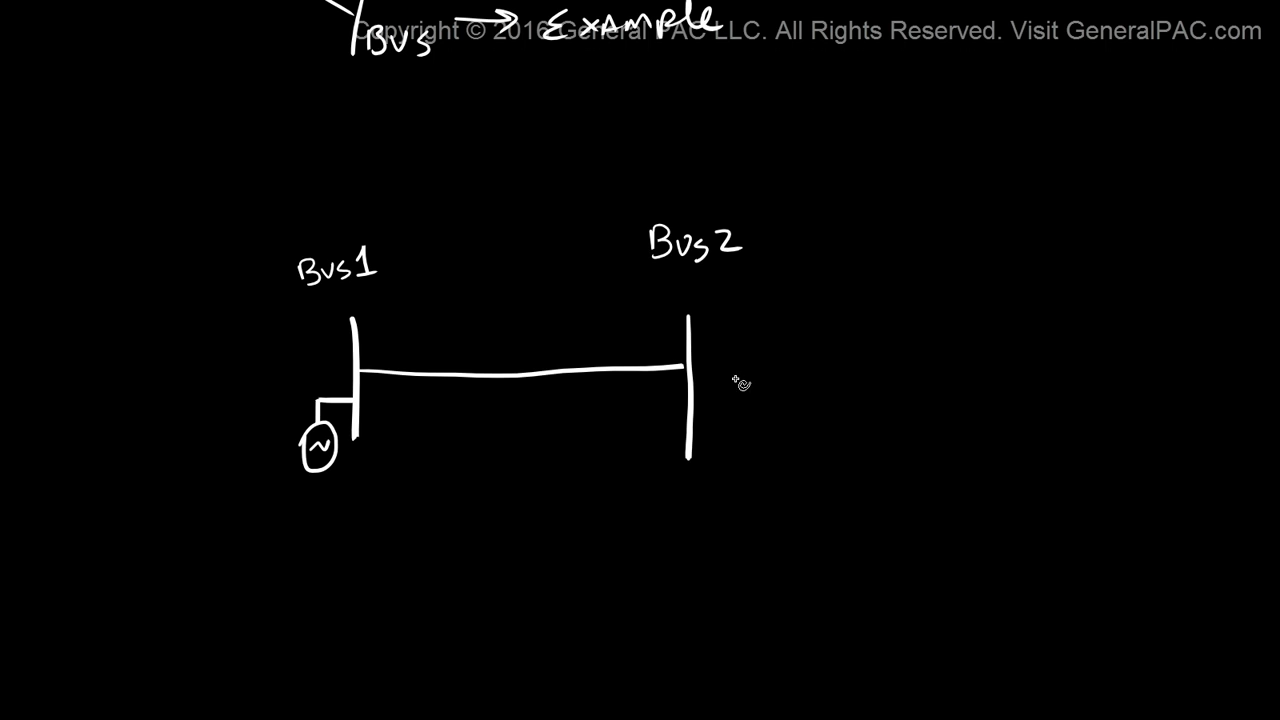 Copyright © 2016 General PAC LLC. All Rights Reserved. Visit GeneralPAC.com
YBUS → Example
Bus1
Bus2
~